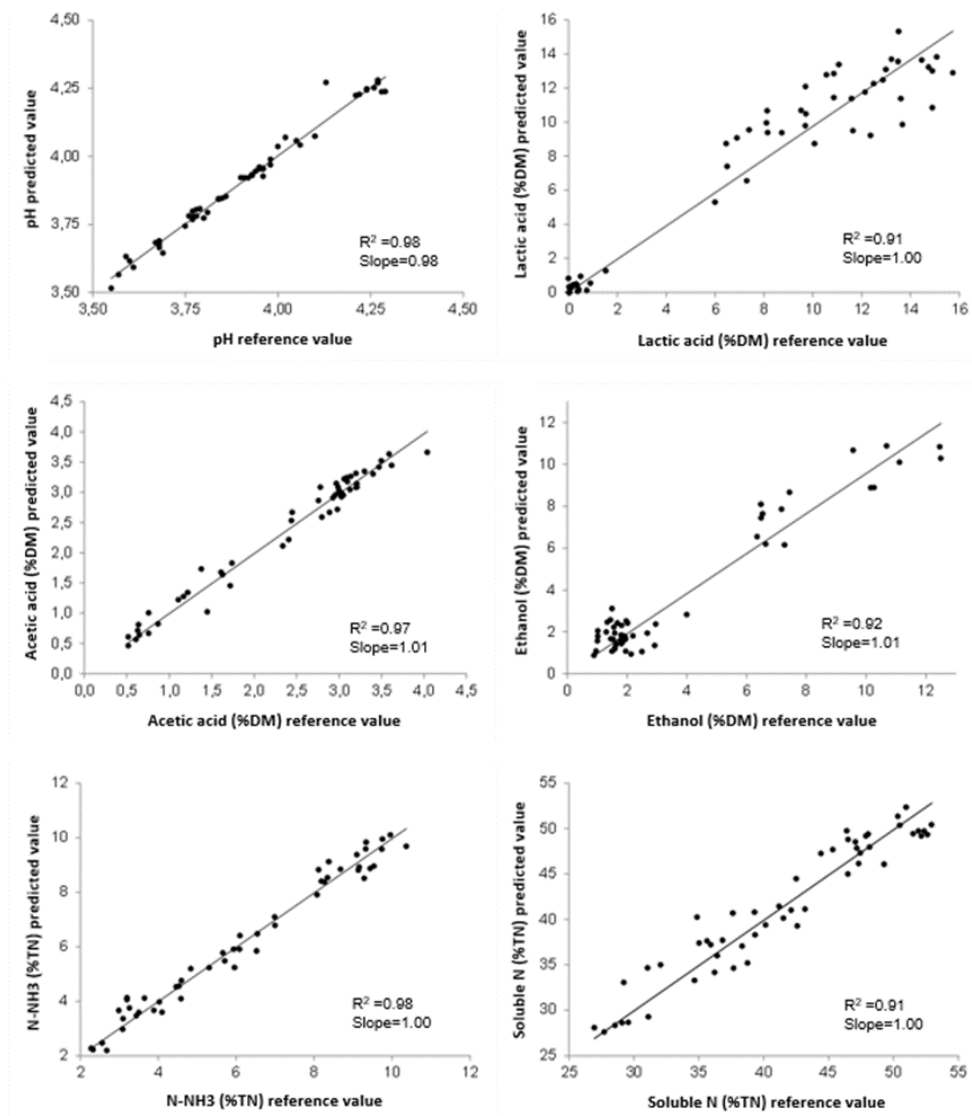 pH predicted value
4,50
4,25
4,00
3,75
3,50
R² =0.98
Slope=0.98
3,50 3,75 4,00 4,25 4,50
pH reference value
Lactic acid (%DM) predicted value
16
14
12
10
8
6
4
2
0
R² =0.91
Slope=1.00
0 2 4 6 8 10 12 14 16
Lactic acid (%DM) reference value
Acetic acid (%DM) predicted value
4,5
4,0
3,5
3,0
2,5
2,0
1,5
1,0
0,5
0,0
R² =0.97
Slope=1.01
0,0 0,5 1,0 1,5 2,0 2,5 3,0 3,5 4,0 4,5
Acetic acid (%DM) reference value
Ethanol (%DM) predicted value
12
10
8
6
4
2
0
R² =0.92
Slope=1.01
0 2 4 6 8 10 12
Ethanol (%DM) reference value
N-NH3 (%TN) predicted value
12
10
8
6
4
2
R² =0.98
Slope=1.00
2 4 6 8 10 12
N-NH3 (%TN) reference value
Soluble N (%TN) predicted value
55
50
45
40
35
30
25
R² =0.91
Slope=1.00
25 30 35 40 45 50 55
Soluble N (%TN) reference value